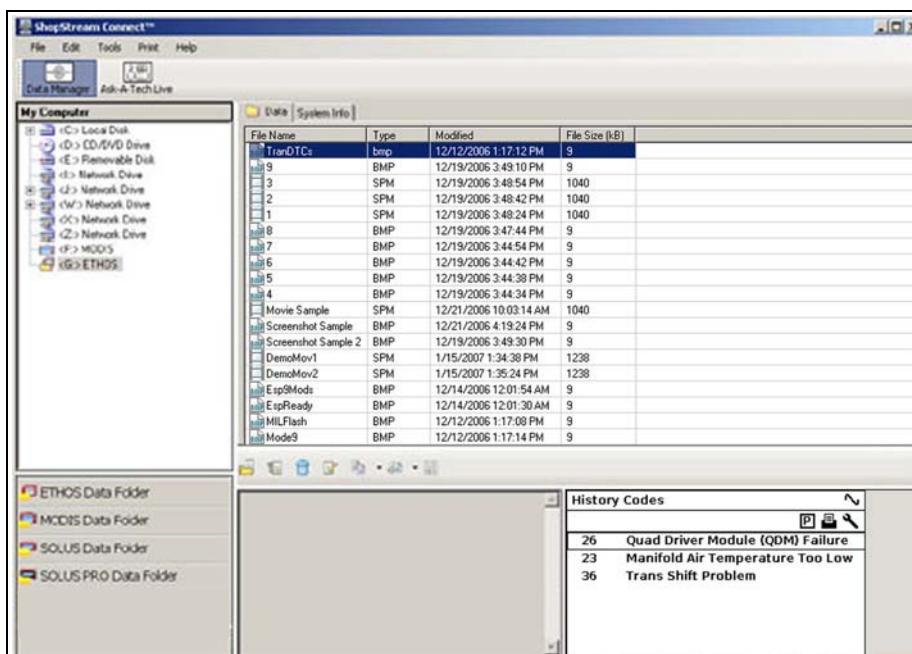 ShopStream Connect™
File Edit Tools Print Help
Data Manager Ask-A-Tech Live
My Computer
<C:> Local Disk
<D:> CD/DVD Drive
<E:> Removable Disk
<I:> Network Drive
<J:> Network Drive
<W:> Network Drive
<X:> Network Drive
<Z:> Network Drive
<F:> MODIS
<G:> ETHOS
Data System Info
File Name Type Modified File Size (kB)
TranDTCs bmp 12/12/2006 1:17:12 PM 9
9 BMP 12/19/2006 3:49:10 PM 9
3 SPM 12/19/2006 3:48:54 PM 1040
2 SPM 12/19/2006 3:48:42 PM 1040
1 SPM 12/19/2006 3:48:24 PM 1040
8 BMP 12/19/2006 3:47:44 PM 9
7 BMP 12/19/2006 3:44:54 PM 9
6 BMP 12/19/2006 3:44:42 PM 9
5 BMP 12/19/2006 3:44:38 PM 9
4 BMP 12/19/2006 3:44:34 PM 9
Movie Sample SPM 12/21/2006 10:03:14 AM 1040
Screenshot Sample BMP 12/21/2006 4:19:24 PM 9
Screenshot Sample 2 BMP 12/19/2006 3:49:30 PM 9
DemoMov1 SPM 1/15/2007 1:34:38 PM 1238
DemoMov2 SPM 1/15/2007 1:35:24 PM 1238
Esp9Mods BMP 12/14/2006 12:01:54 AM 9
EspReady BMP 12/14/2006 12:01:30 AM 9
MILFlash BMP 12/12/2006 1:17:08 PM 9
Mode9 BMP 12/12/2006 1:17:14 PM 9
ETHOS Data Folder
MODIS Data Folder
SOLUS Data Folder
SOLUS PRO Data Folder
History Codes
P
26 Quad Driver Module (QDM) Failure
23 Manifold Air Temperature Too Low
36 Trans Shift Problem